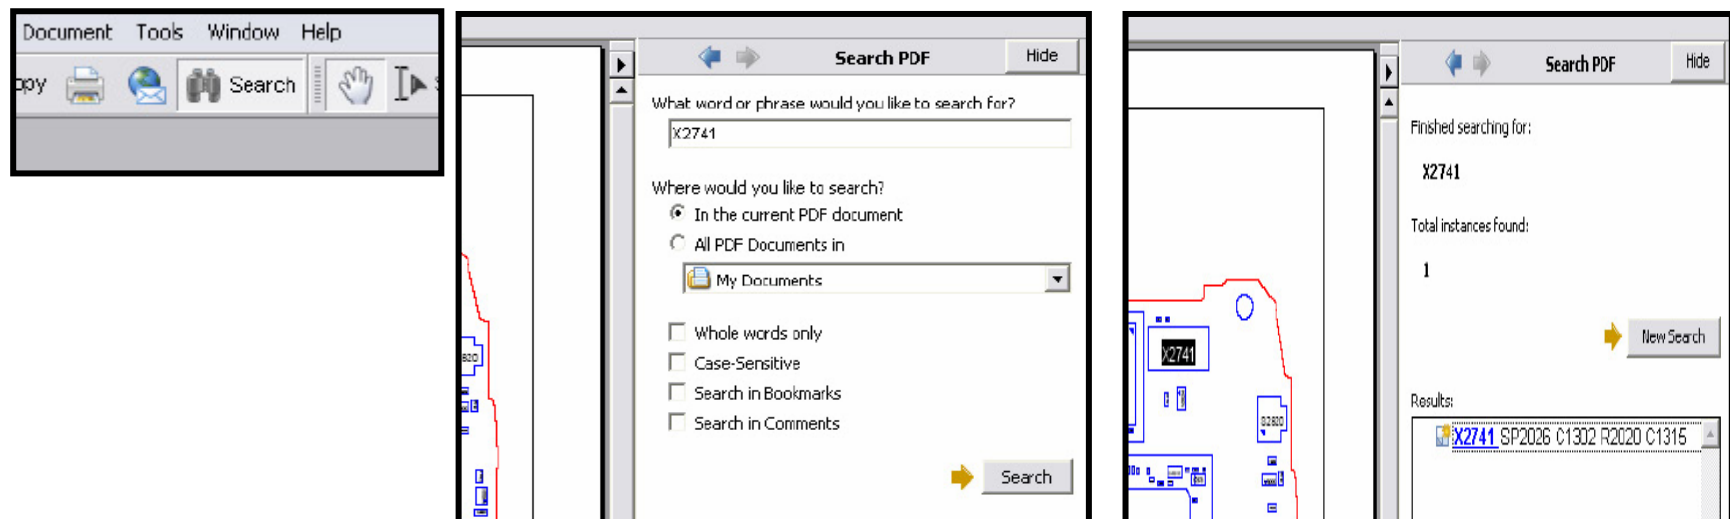 Document Tools Window Help
opy Search
Search PDF Hide
What word or phrase would you like to search for?
X2741
Where would you like to search?
In the current PDF document
All PDF Documents in
My Documents
Whole words only
Case-Sensitive
Search in Bookmarks
Search in Comments
Search
Search PDF Hide
Finished searching for:
X2741
Total instances found:
1
New Search
Results:
X2741 SP2026 C1302 R2020 C1315
X2741